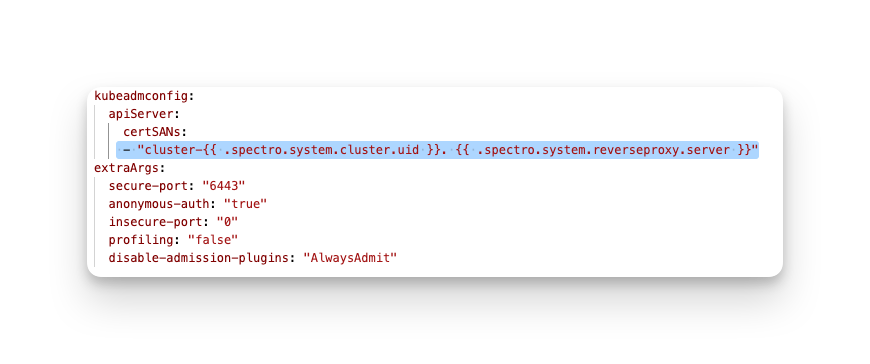 kubeadmconfig:
  apiServer:
    certSANs:
    - "cluster-{{ .spectro.system.cluster.uid }}. {{ .spectro.system.reverseproxy.server }}"
extraArgs:
  secure-port: "6443"
  anonymous-auth: "true"
  insecure-port: "0"
  profiling: "false"
  disable-admission-plugins: "AlwaysAdmit"